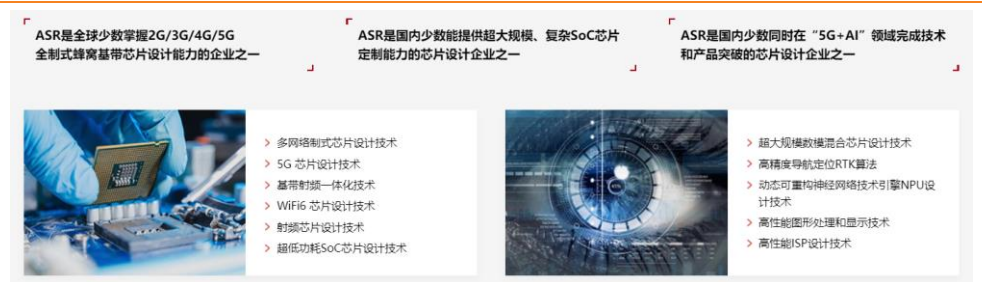 ASR是全球少数掌握2G/3G/4G/5G
全制式蜂窝基带芯片设计能力的企业之一
ASR是国内少数能提供超大规模、复杂SoC芯片
定制能力的芯片设计企业之一
ASR是国内少数同时在“5G+AI”领域完成技术
和产品突破的芯片设计企业之一
> 多网络制式芯片设计技术
> 5G 芯片设计技术
> 基带射频一体化技术
> WiFi6 芯片设计技术
> 射频芯片设计技术
> 超低功耗SoC芯片设计技术
> 超大规模数模混合芯片设计技术
> 高精度导航定位RTK算法
> 动态可重构神经网络技术引擎NPU设
计技术
> 高性能图形处理和显示技术
> 高性能ISP设计技术